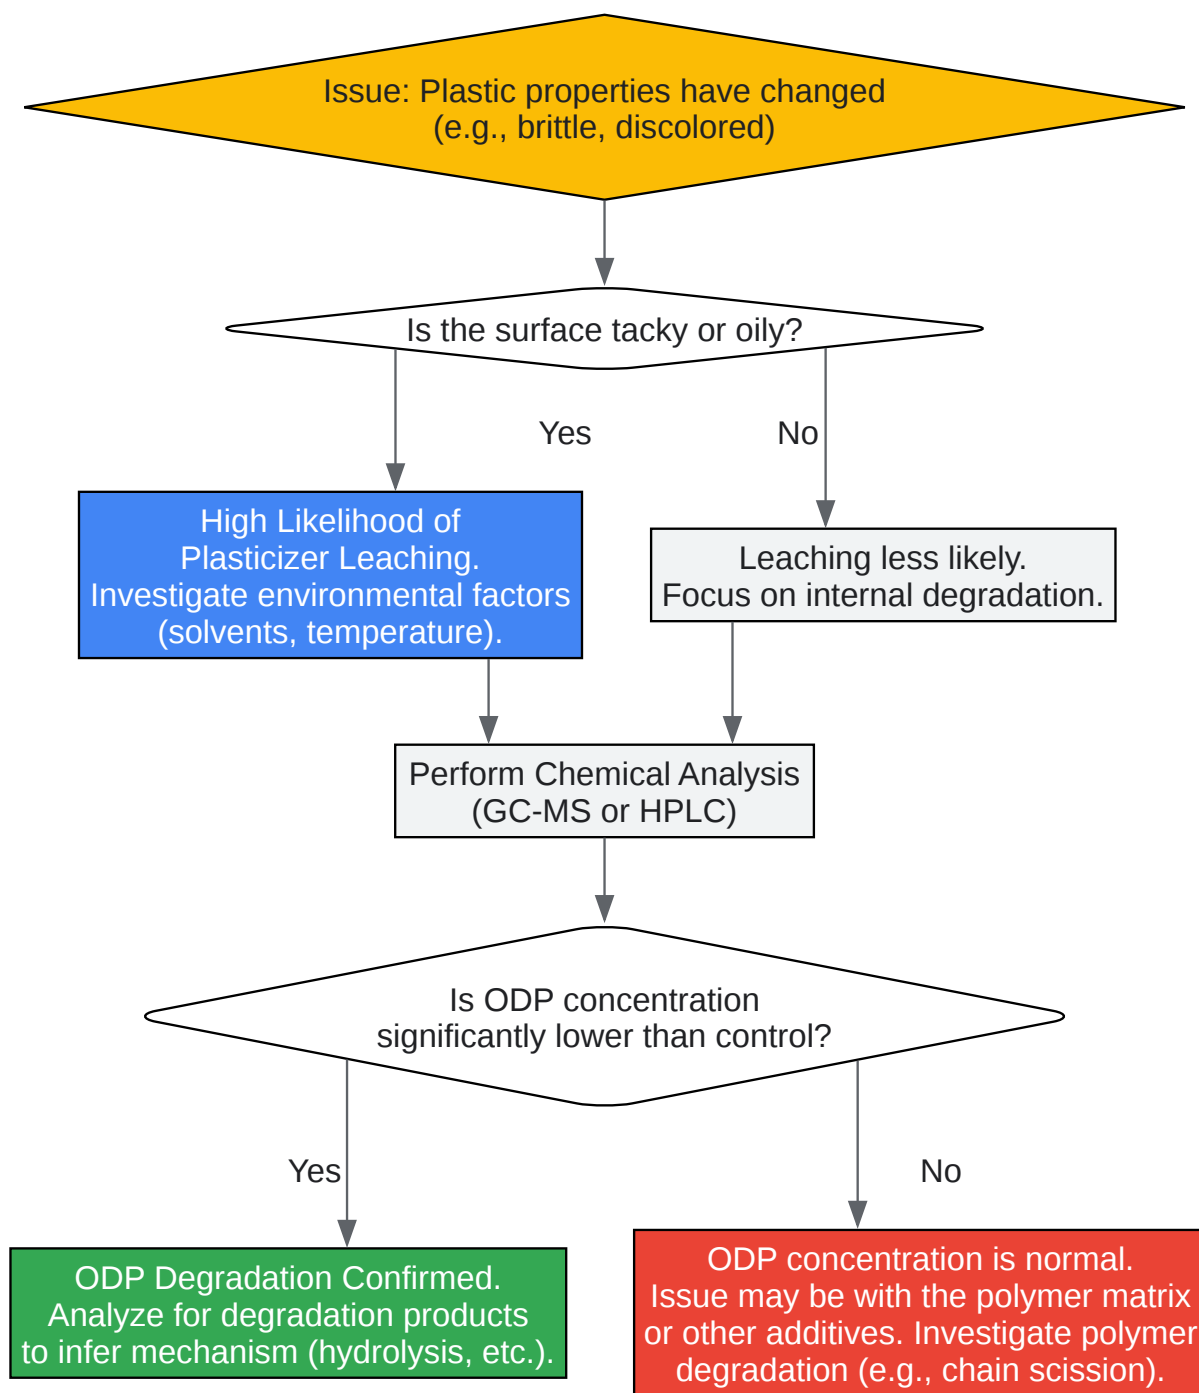 Issue: Plastic properties have changed
(e.g., brittle, discolored)
Is the surface tacky or oily?
Yes
No
High Likelihood of
Plasticizer Leaching.
Investigate environmental factors
(solvents, temperature).
Leaching less likely.
Focus on internal degradation.
Perform Chemical Analysis
(GC-MS or HPLC)
Is ODP concentration
significantly lower than control?
Yes
No
ODP Degradation Confirmed.
Analyze for degradation products
to infer mechanism (hydrolysis, etc.).
ODP concentration is normal.
Issue may be with the polymer matrix
or other additives. Investigate polymer
degradation (e.g., chain scission).